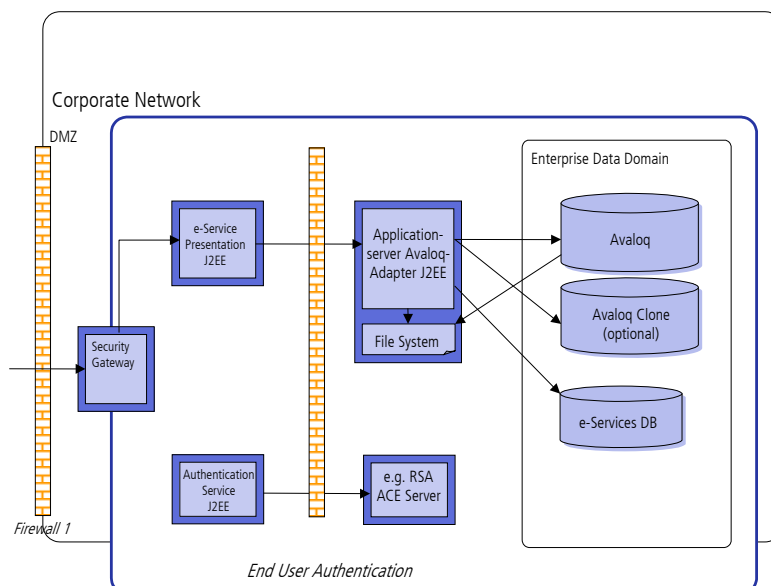 Corporate Network
DMZ
Enterprise Data Domain
e-Service
Presentation
J2EE
Application-
server Avaloq-
Adapter J2EE
Avaloq
File System
Avaloq Clone
(optional)
Security
Gateway
e-Services DB
Authentication
Service
J2EE
e.g. RSA
ACE Server
Firewall 1
End User Authentication